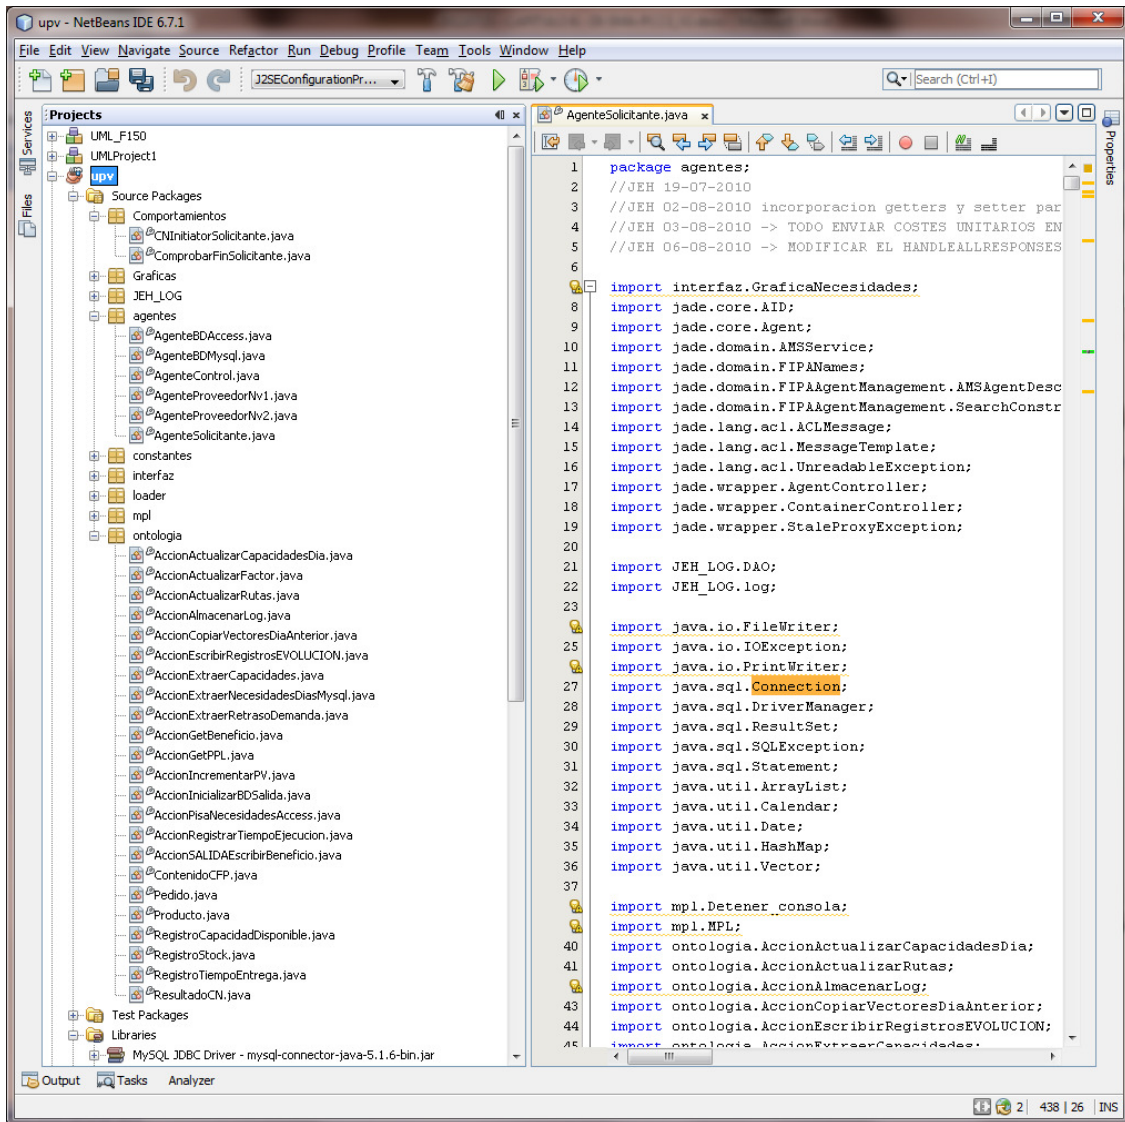 upv - NetBeans IDE 6.7.1
File Edit View Navigate Source Refactor Run Debug Profile Team Tools Window Help
J2SEConfigurationPr...
Search (Ctrl+I)
Services
Files
Projects
UML_F150
UMLProject1
upv
Source Packages
Comportamientos
CNInitiatorSolicitante.java
ComprobarFinSolicitante.java
Graficas
JEH_LOG
agentes
AgenteBDAccess.java
AgenteBDMysql.java
AgenteControl.java
AgenteProveedorNv1.java
AgenteProveedorNv2.java
AgenteSolicitante.java
constantes
interfaz
loader
mpl
ontologia
AccionActualizarCapacidadesDia.java
AccionActualizarFactor.java
AccionActualizarRutas.java
AccionAlmacenarLog.java
AccionCopiarVectoresDiaAnterior.java
AccionEscribirRegistrosEVOLUCION.java
AccionExtraerCapacidades.java
AccionExtraerNecesidadesDiasMysql.java
AccionExtraerRetrasoDemanda.java
AccionGetBeneficio.java
AccionGetPPL.java
AccionIncrementarPV.java
AccionInicializarBDSalida.java
AccionPisaNecesidadesAccess.java
AccionRegistrarTiempoEjecucion.java
AccionSALIDAEscribirBeneficio.java
ContenidoCFP.java
Pedido.java
Producto.java
RegistroCapacidadDisponible.java
RegistroStock.java
RegistroTiempoEntrega.java
ResultadoCN.java
Test Packages
Libraries
MySQL JDBC Driver - mysql-connector-java-5.1.6-bin.jar
AgenteSolicitante.java
1 package agentes;
2 //JEH 19-07-2010
3 //JEH 02-08-2010 incorporacion getters y setter par
4 //JEH 03-08-2010 -> TODO ENVIAR COSTES UNITARIOS EN
5 //JEH 06-08-2010 -> MODIFICAR EL HANDLEALLRESPONSES
6
import interfaz.GraficaNecesidades;
8 import jade.core.AID;
9 import jade.core.Agent;
10 import jade.domain.AMSService;
11 import jade.domain.FIPANames;
12 import jade.domain.FIPAAgentManagement.AMSAgentDesc
13 import jade.domain.FIPAAgentManagement.SearchConstr
14 import jade.lang.acl.ACLMessage;
15 import jade.lang.acl.MessageTemplate;
16 import jade.lang.acl.UnreadableException;
17 import jade.wrapper.AgentController;
18 import jade.wrapper.ContainerController;
19 import jade.wrapper.StaleProxyException;
20
21 import JEH_LOG.DAO;
22 import JEH_LOG.log;
23
import java.io.FileWriter;
25 import java.io.IOException;
import java.io.PrintWriter;
27 import java.sql.Connection;
28 import java.sql.DriverManager;
29 import java.sql.ResultSet;
30 import java.sql.SQLException;
31 import java.sql.Statement;
32 import java.util.ArrayList;
33 import java.util.Calendar;
34 import java.util.Date;
35 import java.util.HashMap;
36 import java.util.Vector;
37
import mpl.Detener_consola;
import mpl.MPL;
40 import ontologia.AccionActualizarCapacidadesDia;
41 import ontologia.AccionActualizarRutas;
import ontologia.AccionAlmacenarLog;
43 import ontologia.AccionCopiarVectoresDiaAnterior;
44 import ontologia.AccionEscribirRegistrosEVOLUCION;
45 import ontologia.AccionExtraerCapacidades;
Properties
Output Tasks Analyzer
2 438 | 26 INS